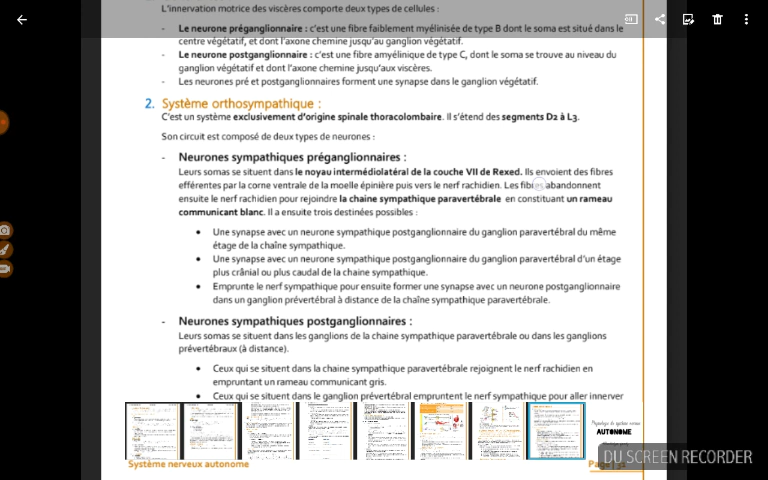 L'innervation motrice des viscères comporte deux types de cellules :
- Le neurone préganglionnaire : c'est une fibre faiblement myélinisée de type B dont le soma est situé dans le
centre végétatif, et dont l'axone chemine jusqu'au ganglion végétatif.
- Le neurone postganglionnaire : c'est une fibre amyélinique de type C, dont le soma se trouve au niveau du
ganglion végétatif et dont l'axone chemine jusqu'aux viscères.
- Les neurones pré et postganglionnaires forment une synapse dans le ganglion végétatif.
2. Système orthosympathique :
C'est un système exclusivement d'origine spinale thoracolombaire. Il s'étend des segments D2 à L3.
Son circuit est composé de deux types de neurones :
- Neurones sympathiques préganglionnaires :
Leurs somas se situent dans le noyau intermédiolatéral de la couche VII de Rexed. Ils envoient des fibres
efférentes par la corne ventrale de la moelle épinière puis vers le nerf rachidien. Les fibres abandonnent
ensuite le nerf rachidien pour rejoindre la chaine sympathique paravertébrale en constituant un rameau
communicant blanc. Il a ensuite trois destinées possibles :
• Une synapse avec un neurone sympathique postganglionnaire du ganglion paravertébral du même
étage de la chaîne sympathique.
• Une synapse avec un neurone sympathique postganglionnaire du ganglion paravertébral d'un étage
plus crânial ou plus caudal de la chaine sympathique.
• Emprunte le nerf sympathique pour ensuite former une synapse avec un neurone postganglionnaire
dans un ganglion prévertébral à distance de la chaîne sympathique paravertébrale.
- Neurones sympathiques postganglionnaires :
Leurs somas se situent dans les ganglions de la chaine sympathique paravertébrale ou dans les ganglions
prévertébraux (à distance).
• Ceux qui se situent dans la chaine sympathique paravertébrale rejoignent le nerf rachidien en
empruntant un rameau communicant gris.
• Ceux qui se situent dans le ganglion prévertébral empruntent le nerf sympathique pour aller innerver
AUTONOME
Système nerveux autonome
Page
DU SCREEN RECORDER